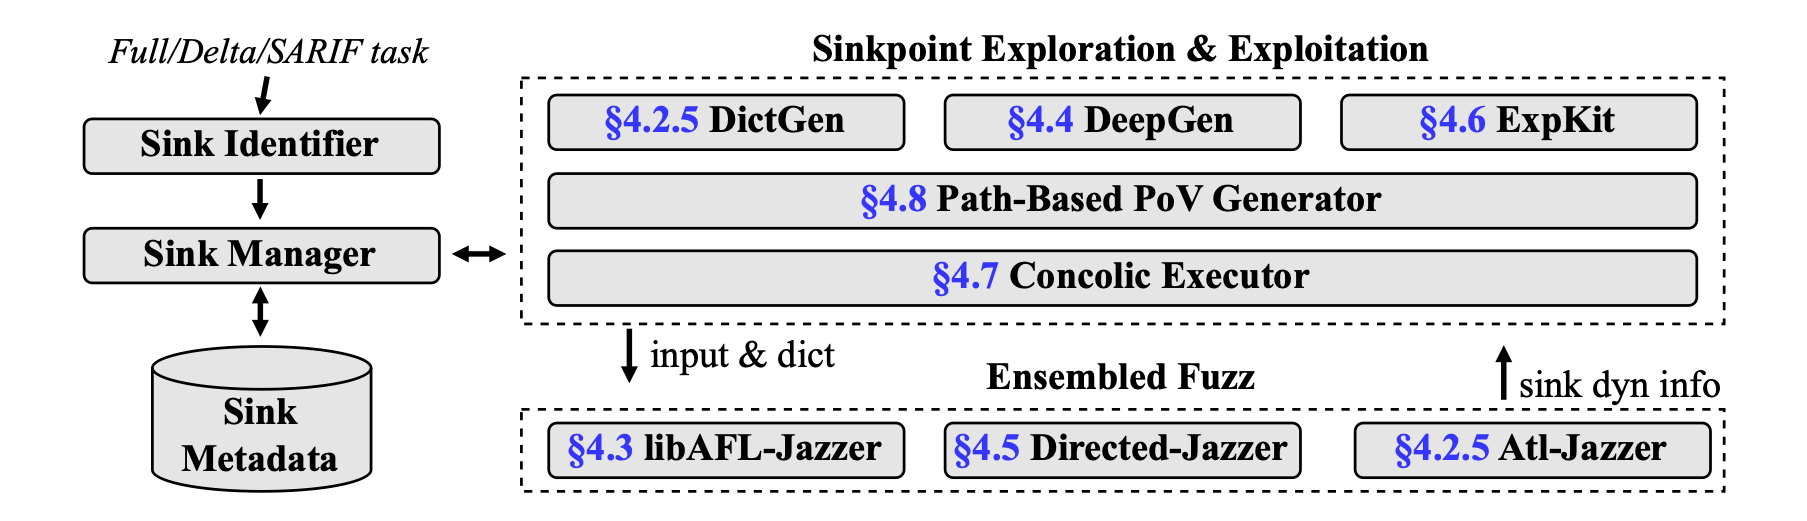 Full/Delta/SARIF task
Sink Identifier
Sink Manager
Sink
Metadata
Sinkpoint Exploration & Exploitation
§4.2.5 DictGen
§4.4 DeepGen
§4.6 ExpKit
§4.8 Path-Based PoV Generator
§4.7 Concolic Executor
input & dict
sink dyn info
Ensembled Fuzz
§4.3 libAFL-Jazzer
§4.5 Directed-Jazzer
§4.2.5 Atl-Jazzer